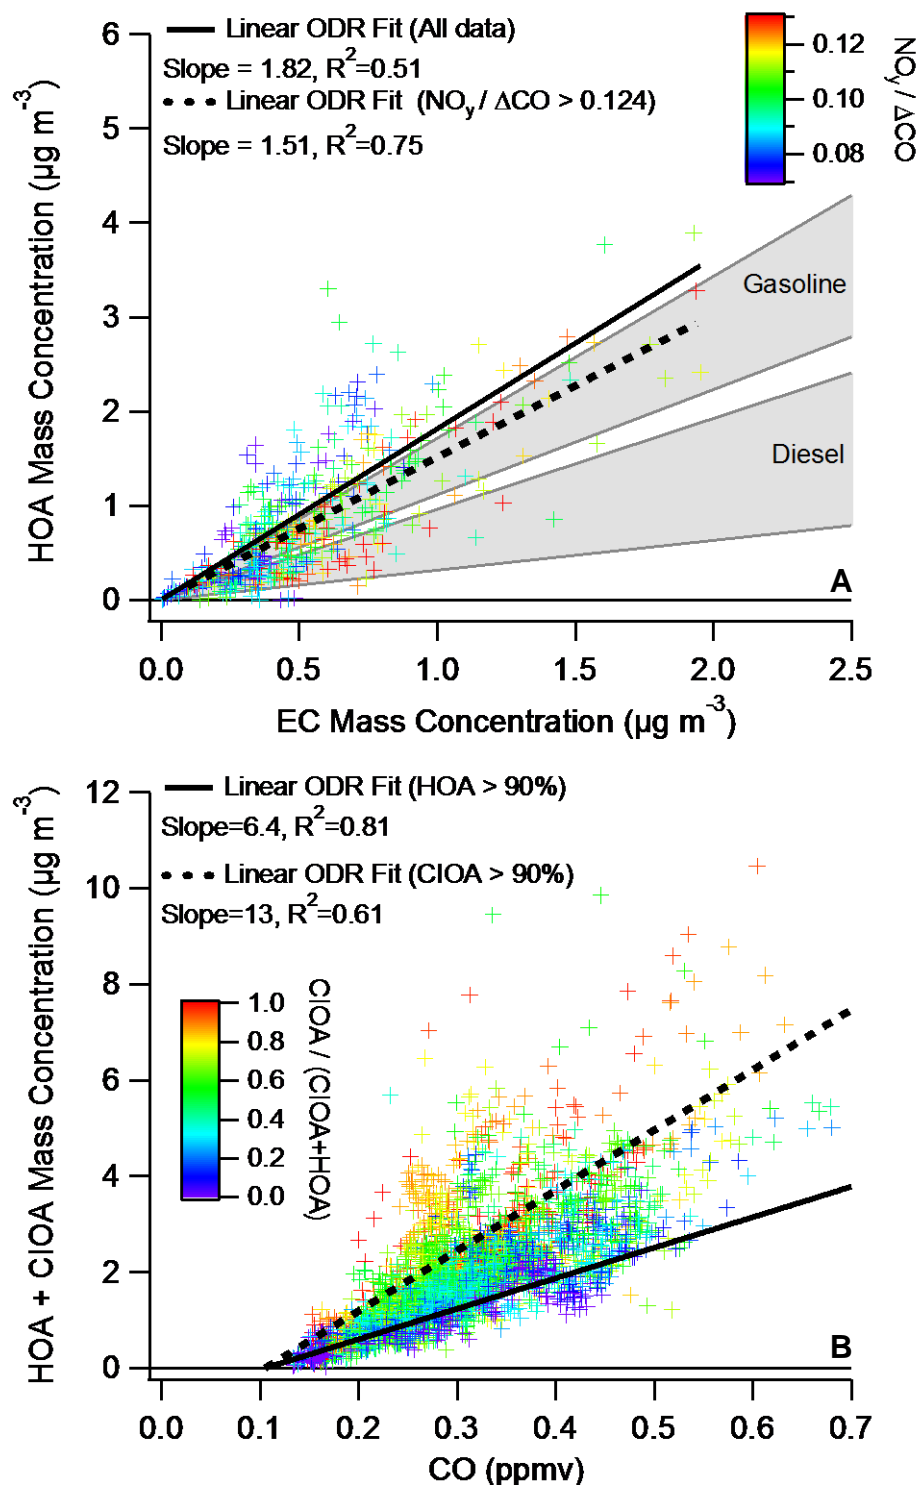 Linear ODR Fit (All data)
Slope = 1.82, R²=0.51
Linear ODR Fit (NOy / ΔCO > 0.124)
Slope = 1.51, R²=0.75
0.12
0.10
0.08
NOy / ΔCO
6
5
4
3
2
1
0
HOA Mass Concentration (µg m⁻³)
Gasoline
Diesel
A
0.0 0.5 1.0 1.5 2.0 2.5
EC Mass Concentration (µg m⁻³)
Linear ODR Fit (HOA > 90%)
Slope=6.4, R²=0.81
Linear ODR Fit (CIOA > 90%)
Slope=13, R²=0.61
1.0
0.8
0.6
0.4
0.2
0.0
CIOA / (CIOA+HOA)
12
10
8
6
4
2
0
HOA + CIOA Mass Concentration (µg m⁻³)
B
0.0 0.1 0.2 0.3 0.4 0.5 0.6 0.7
CO (ppmv)